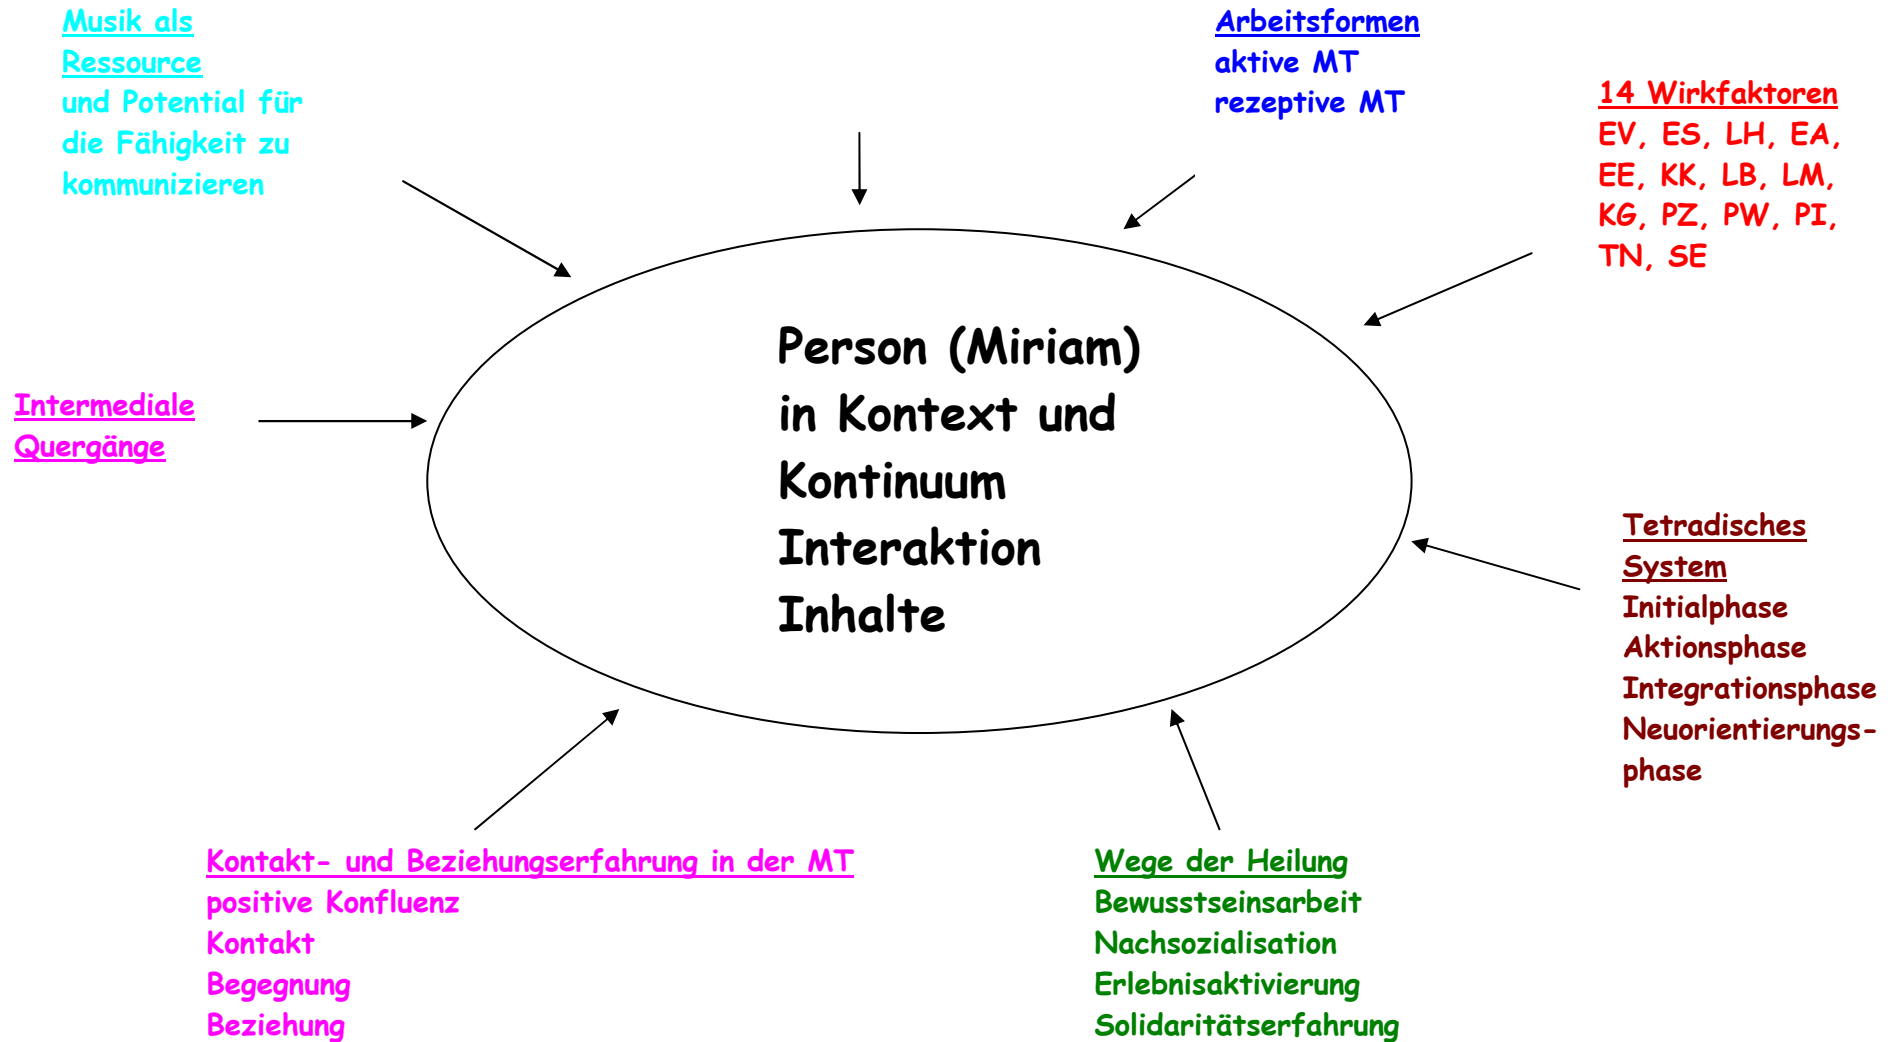 Musik als
Ressource
und Potential für
die Fähigkeit zu
kommunizieren
Arbeitsformen
aktive MT
rezeptive MT
14 Wirkfaktoren
EV, ES, LH, EA,
EE, KK, LB, LM,
KG, PZ, PW, PI,
TN, SE
Person (Miriam)
in Kontext und
Kontinuum
Interaktion
Inhalte
Intermediale
Quergänge
Tetradisches
System
Initialphase
Aktionsphase
Integrationsphase
Neuorientierungs-
phase
Kontakt- und Beziehungserfahrung in der MT
positive Konfluenz
Kontakt
Begegnung
Beziehung
Wege der Heilung
Bewusstseinsarbeit
Nachsozialisation
Erlebnisaktivierung
Solidaritätserfahrung